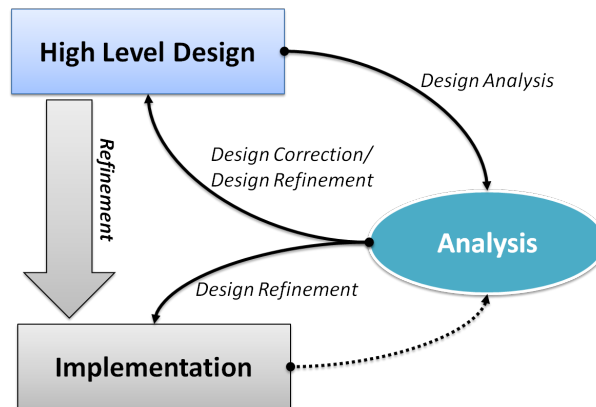 High Level Design
Design Analysis
Refinement
Design Correction/
Design Refinement
Analysis
Design Refinement
Implementation